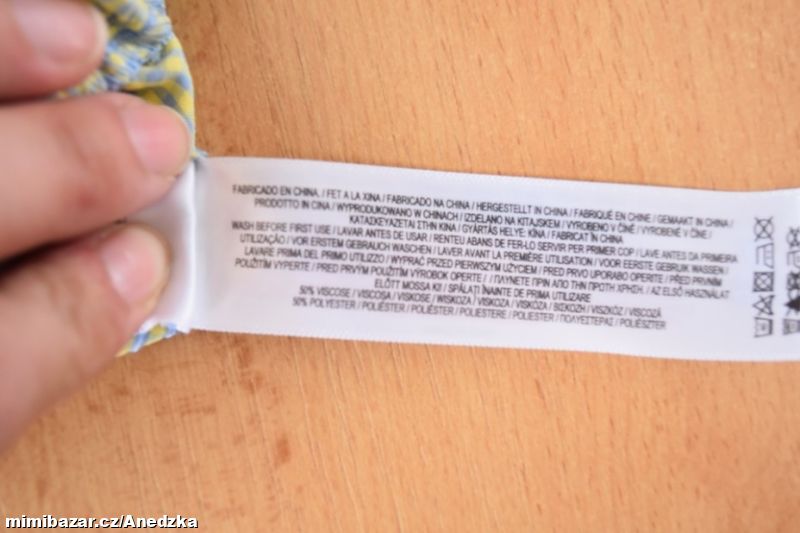 FABRICADO EN CHINA. / FET A LA XINA / FABRICADO NA CHINA / HERGESTELLT IN CHINA / FABRIQUÉ EN CHINE / GEMAAKT IN CHINA /
PRODOTTO IN CINA / WYPRODUKOWANO W CHINACH / IZDELANO NA KITAJSKEM / VYROBENO V ČÍNĚ / VYROBENÉ V ČÍNE /
ΚΑΤΑΣΚΕΥΑΖΕΤΑΙ ΣΤΗΝ ΚΙΝΑ / GYÁRTÁS HELYE: KÍNA / FABRICAT ÎN CHINA
WASH BEFORE FIRST USE / LAVAR ANTES DE USAR / RENTEU ABANS DE FER-LO SERVIR PER PRIMER COP / LAVE ANTES DA PRIMEIRA
UTILIZAÇÃO / VOR ERSTEM GEBRAUCH WASCHEN / LAVER AVANT LA PREMIÈRE UTILISATION / VOOR EERSTE GEBRUIK WASSEN /
LAVARE PRIMA DEL PRIMO UTILIZZO / WYPRAĆ PRZED PIERWSZYM UŻYCIEM / PRED PRVO UPORABO OPERITE / PŘED PRVNÍM
POUŽITÍM VYPERTE / PRED PRVÝM POUŽITÍM VÝROBOK OPERTE / ΠΛΥΝΕΤΕ ΠΡΙΝ ΑΠΟ ΤΗΝ ΠΡΩΤΗ ΧΡΗΣΗ. / AZ ELSŐ HASZNÁLAT
ELŐTT MOSSA KI / SPĂLAȚI ÎNAINTE DE PRIMA UTILIZARE
50% VISCOSE / VISCOSA / VISKOSE / WISKOZA / VISKOZA / VISKÓZA / ΒΙΣΚΟΖΗ / VISZKÓZ / VISCOZĂ
50% POLYESTER / POLIÉSTER / POLIESTERE / POLIESTER / ΠΟΛΥΕΣΤΕΡΑΣ / POLIÉSZTER
mimibazar.cz/Anedzka